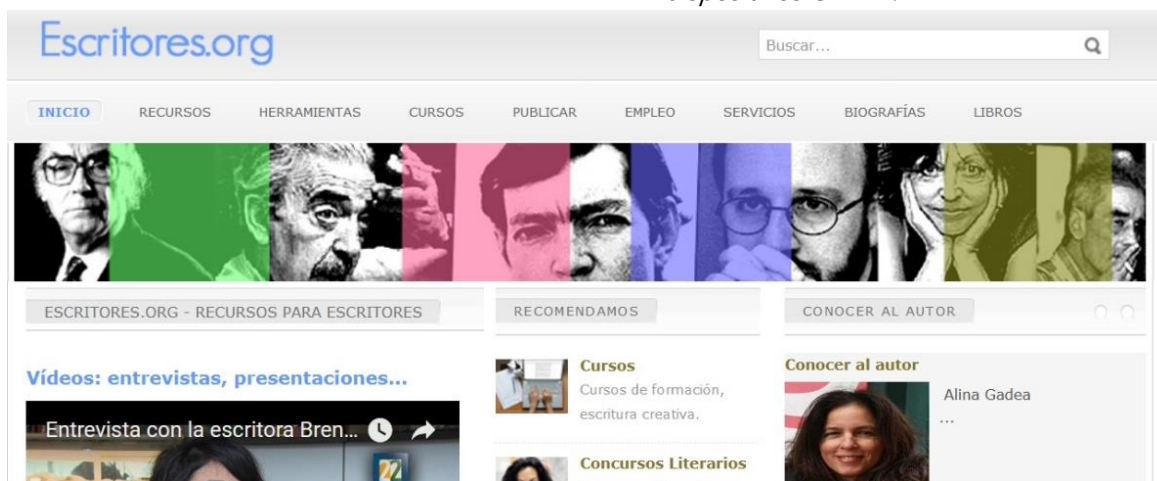 Escritores.org
Buscar...
INICIO RECURSOS HERRAMIENTAS CURSOS PUBLICAR EMPLEO SERVICIOS BIOGRAFÍAS LIBROS
ESCRITORES.ORG - RECURSOS PARA ESCRITORES
Vídeos: entrevistas, presentaciones...
Entrevista con la escritora Bren...
22
RECOMENDAMOS
Cursos
Cursos de formación,
escritura creativa.
Concursos Literarios
CONOCER AL AUTOR
Conocer al autor
Alina Gadea
...